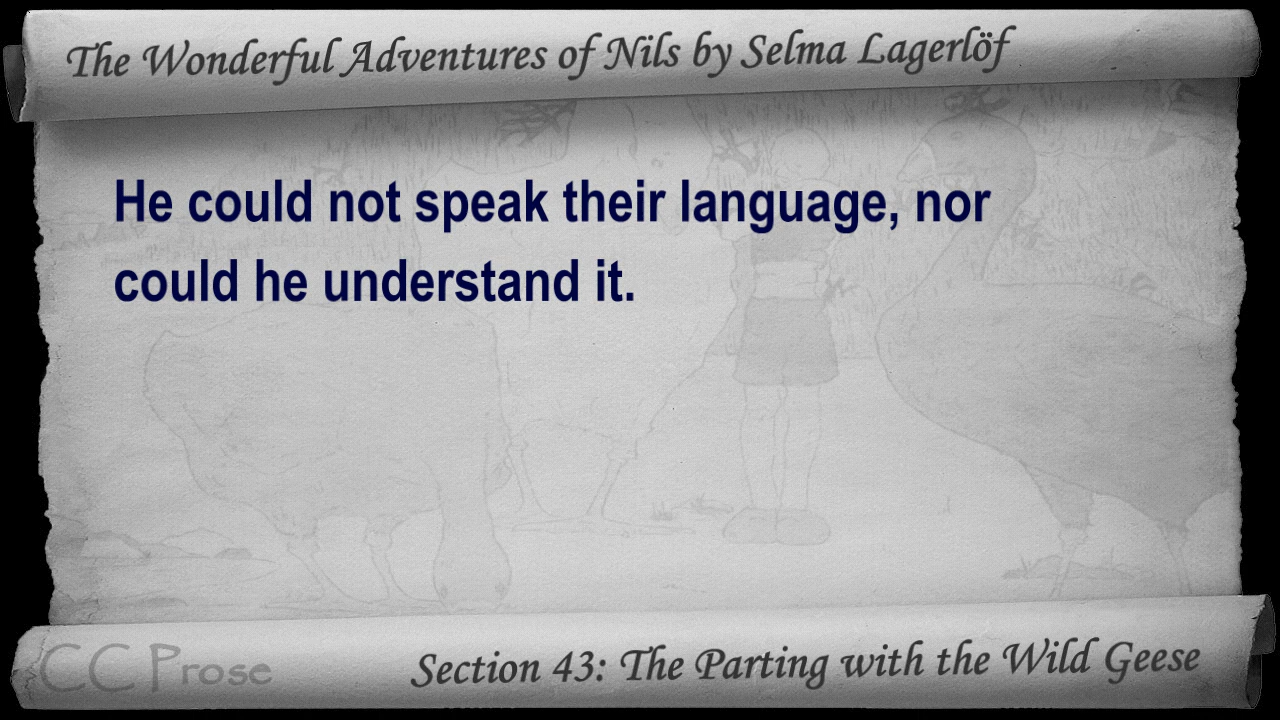 The Wonderful Adventures of Nils by Selma Lagerlöf
He could not speak their language, nor
could he understand it.
CC Prose
Section 43: The Parting with the Wild Geese